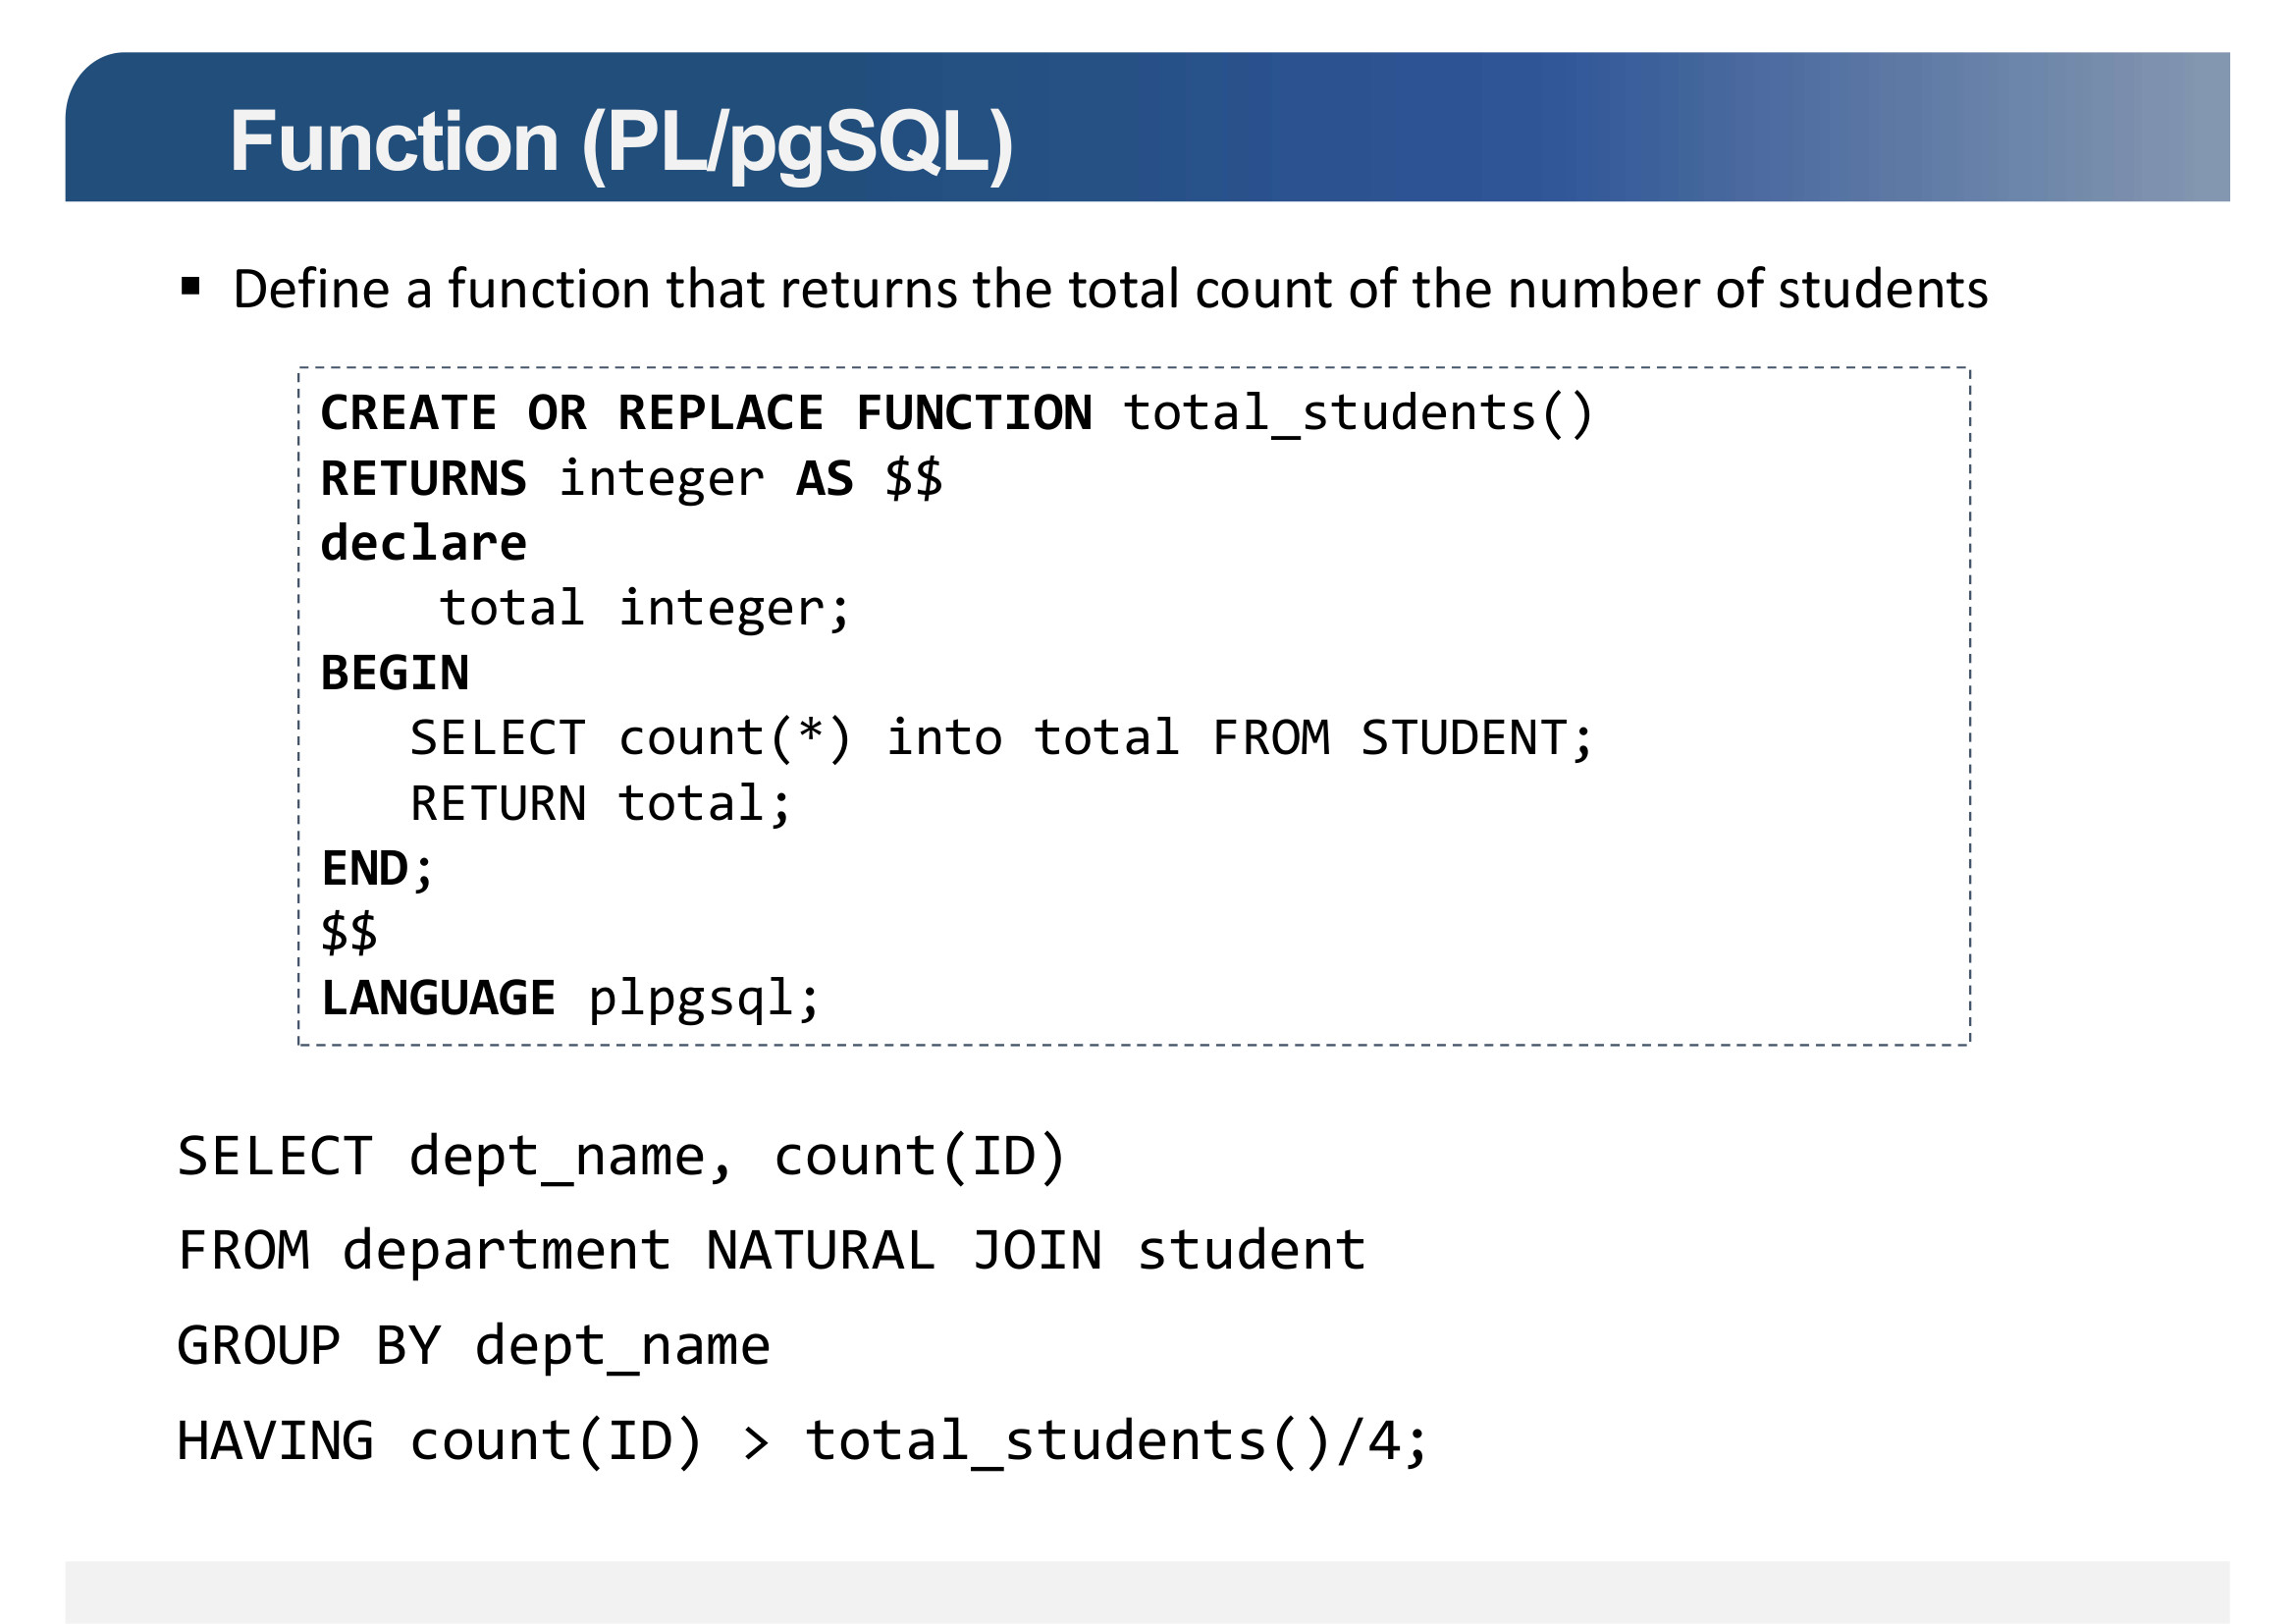 Function (PL/pgSQL)
▪ Define a function that returns the total count of the number of students
CREATE OR REPLACE FUNCTION total_students()
RETURNS integer AS $$
declare
    total integer;
BEGIN
   SELECT count(*) into total FROM STUDENT;
   RETURN total;
END;
$$
LANGUAGE plpgsql;
SELECT dept_name, count(ID)
FROM department NATURAL JOIN student
GROUP BY dept_name
HAVING count(ID) > total_students()/4;